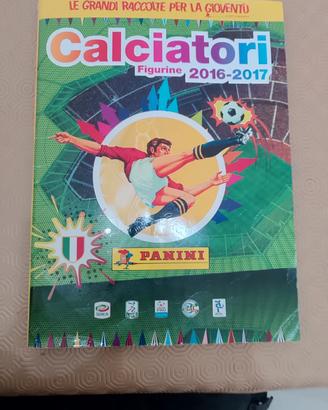 LE GRANDI RACCOLTE PER LA GIOVENTÙ
Calciatori
Figurine 2016-2017
PANINI